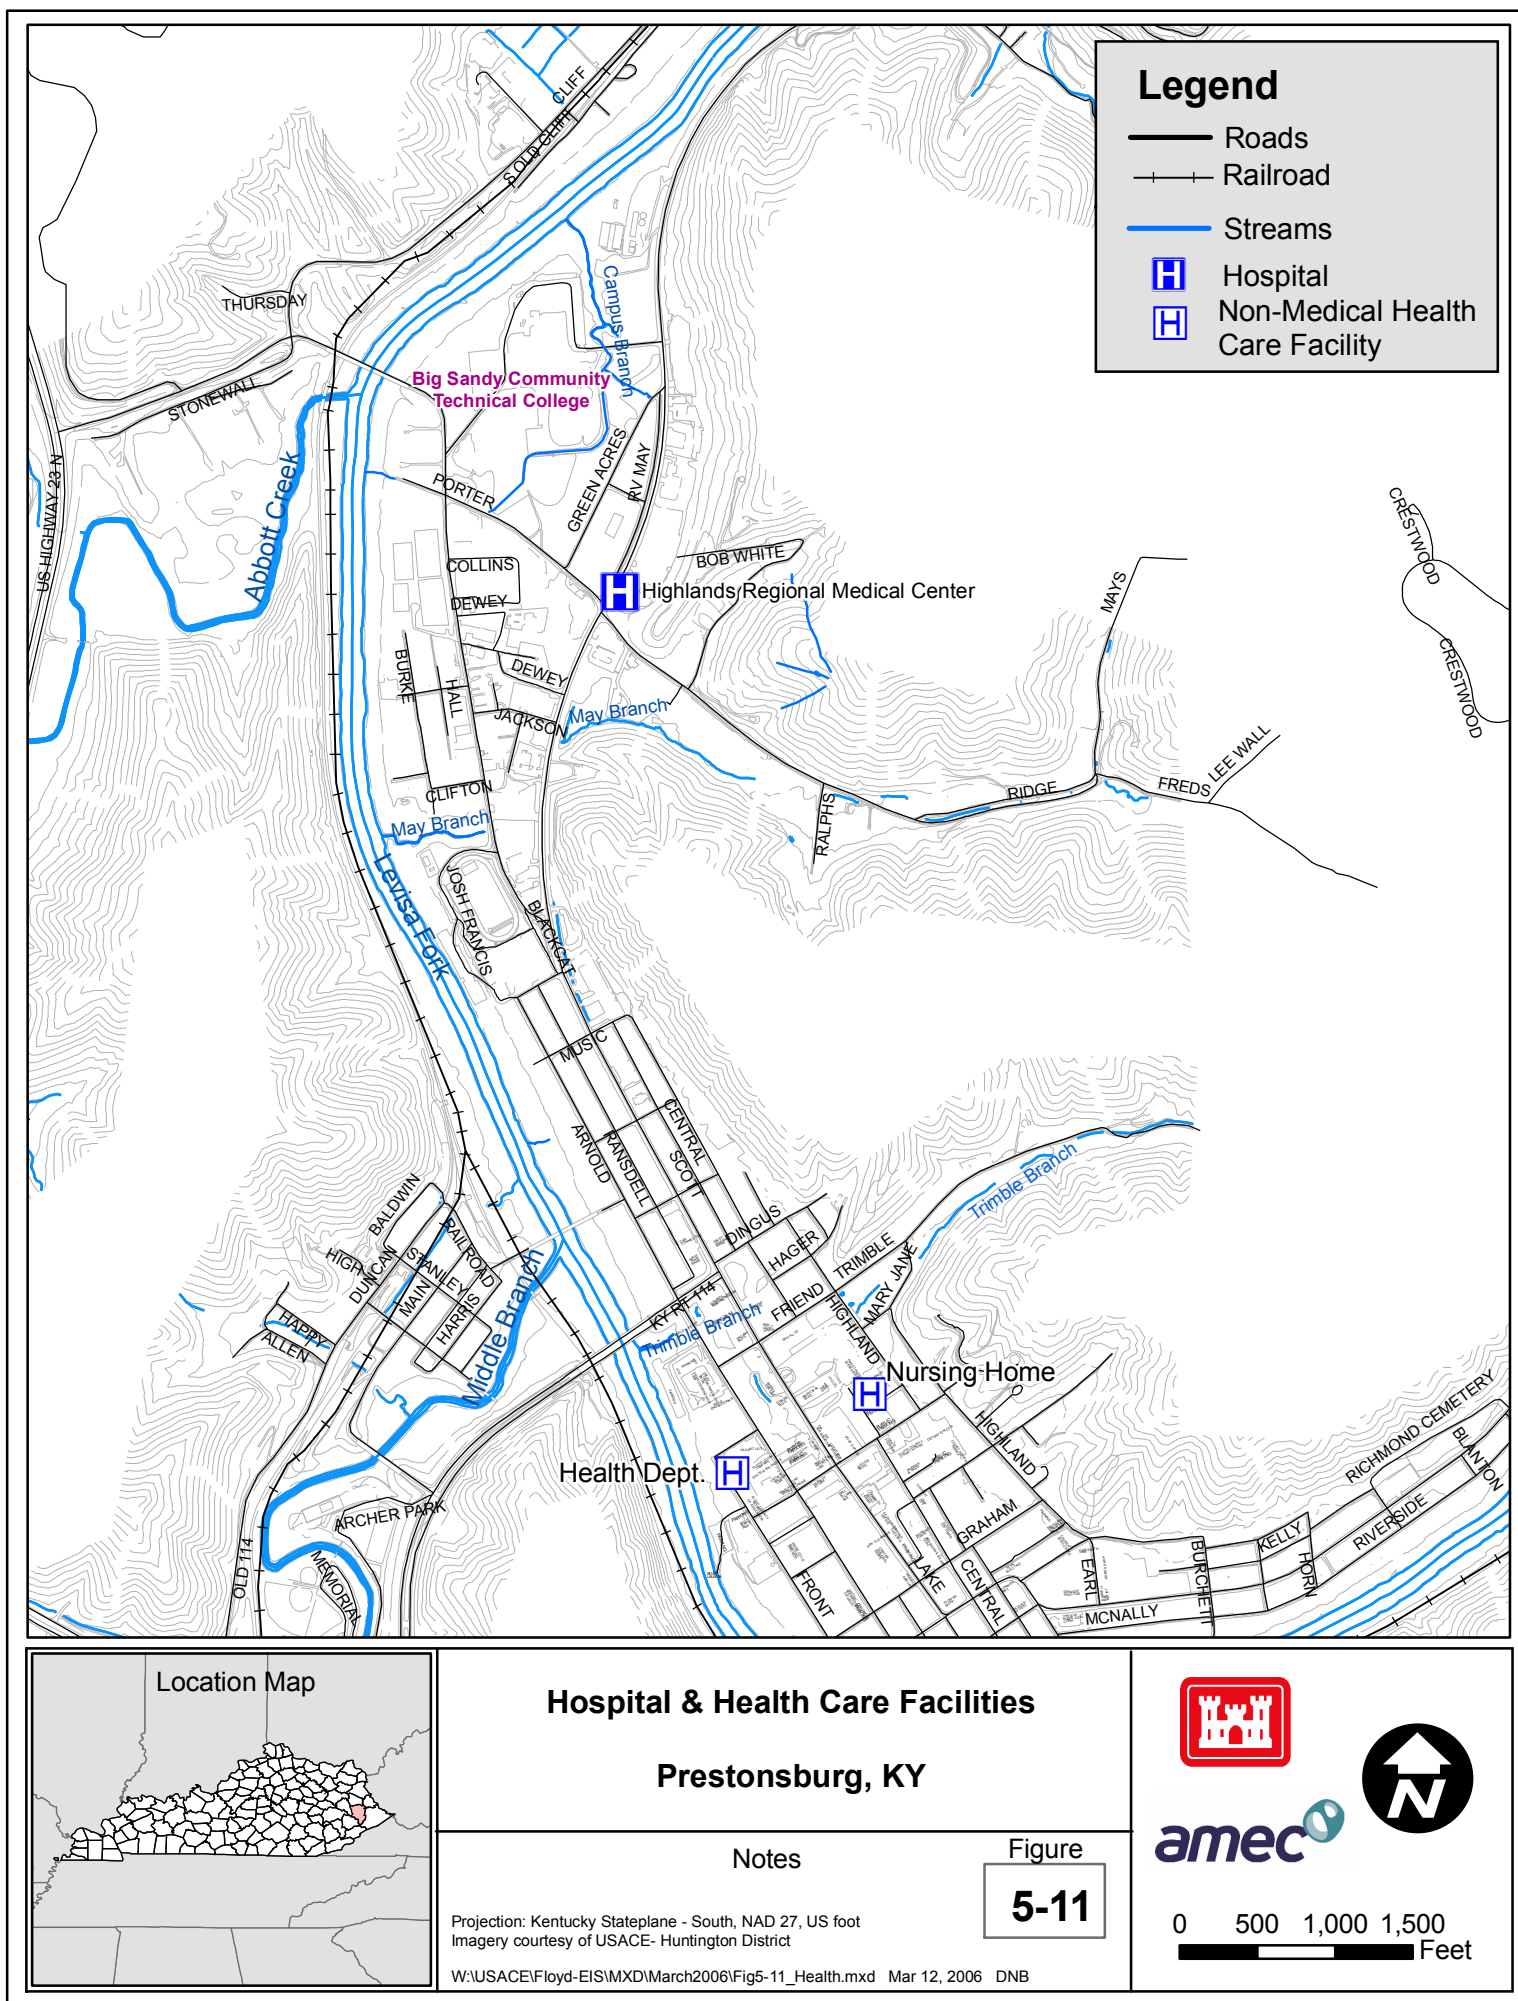 Legend
Roads
Railroad
Streams
H
Hospital
H
Non-Medical Health
Care Facility
CLIFF
S OLD CLIFF
THURSDAY
Campus Branch
STONEWALL
Big Sandy Community
Technical College
US HIGHWAY 23 N
Abbott Creek
PORTER
GREEN ACRES
RV MAY
CRESTWOOD
CRESTWOOD
COLLINS
BOB WHITE
H
Highlands Regional Medical Center
DEWEY
MAYS
BURKE
HALL
DEWEY
JACKSON
May Branch
CLIFTON
May Branch
RALPHS
RIDGE
FREDS
LEE WALL
Levisa Fork
JOSH FRANCIS
BLACKCAT
MUSIC
ARNOLD
RANSDELL
CENTRAL
SCOTT
Trimble Branch
BALDWIN
RAILROAD
HIGH
DUNCAN
STANLEY
MAIN
HARRIS
HAPPY
ALLEN
Middle Branch
DINGUS
HAGER
TRIMBLE
MARY JANE
KY RT 114
FRIEND
Trimble Branch
HIGHLAND
Nursing Home
H
Health Dept.
H
HIGHLAND
RICHMOND CEMETERY
BLANTON
ARCHER PARK
GRAHAM
KELLY
RIVERSIDE
OLD 114
MEMORIAL
FRONT
LAKE
CENTRAL
EARL
BURCHETT
HORN
MCNALLY
Location Map
Hospital & Health Care Facilities
Prestonsburg, KY
Notes
Projection: Kentucky Stateplane - South, NAD 27, US foot
Imagery courtesy of USACE- Huntington District
W:\USACE\Floyd-EIS\MXD\March2006\Fig5-11_Health.mxd Mar 12, 2006 DNB
Figure
5-11
N
amec
0 500 1,000 1,500
Feet